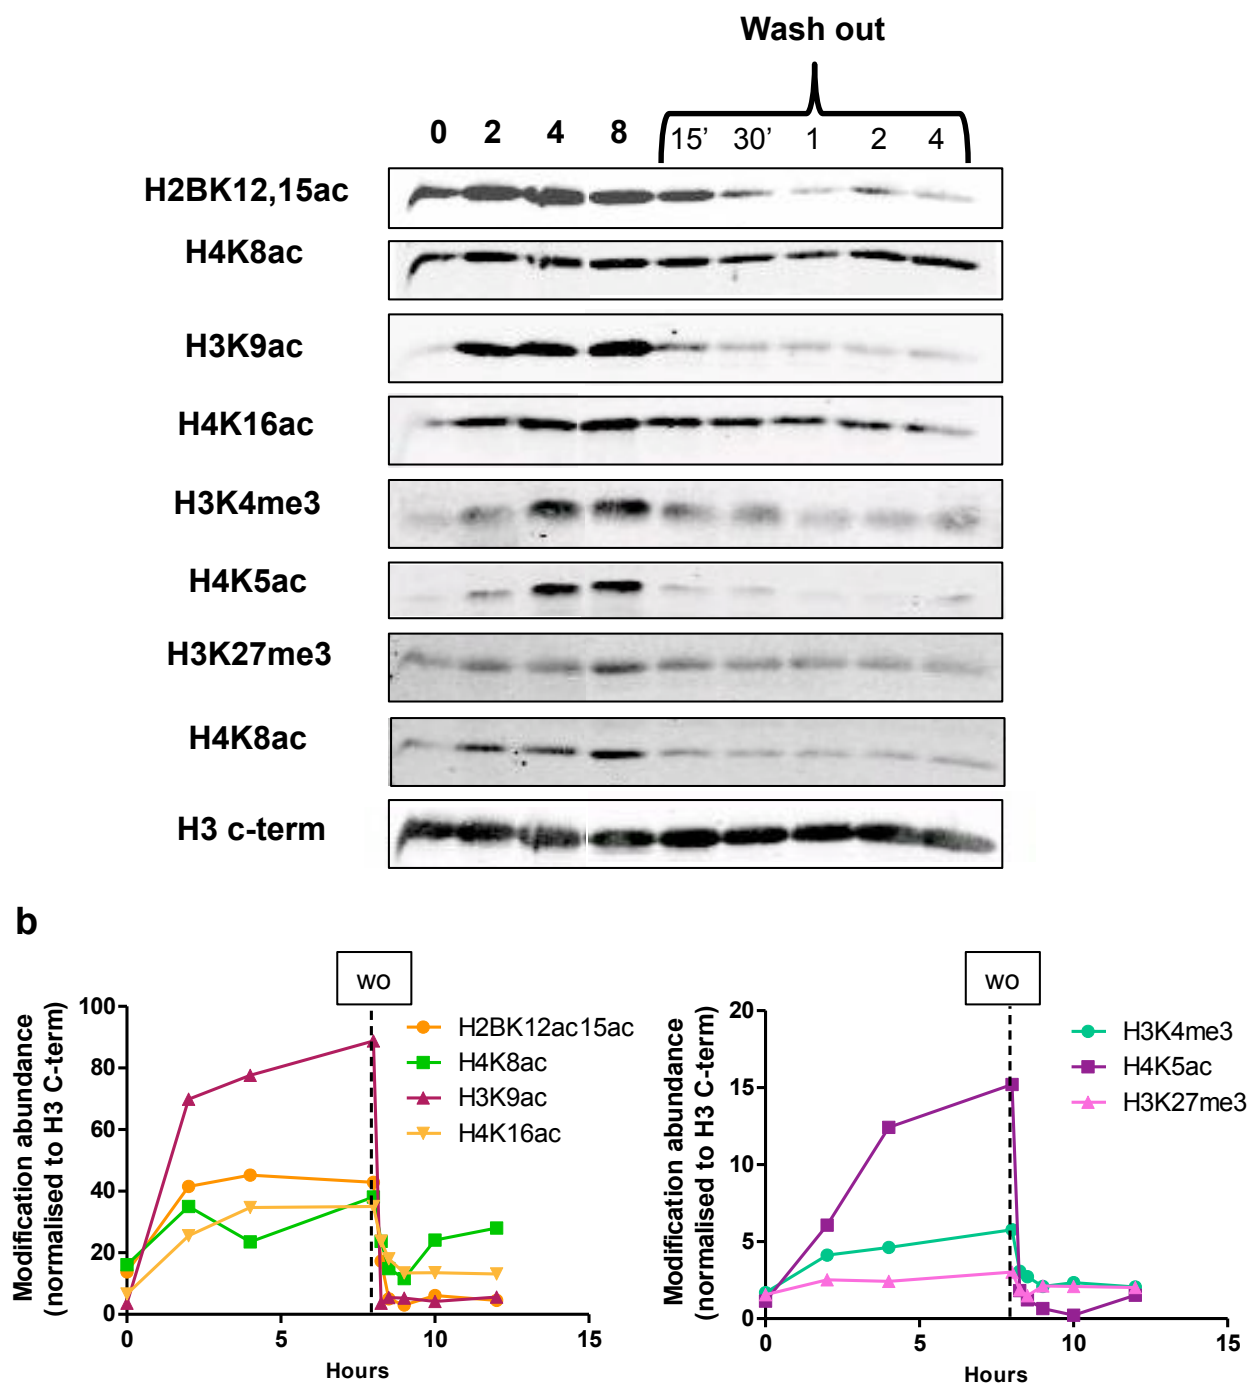 Wash out
0 2 4 8 15’ 30’ 1 2 4
H2BK12,15ac
H4K8ac
H3K9ac
H4K16ac
H3K4me3
H4K5ac
H3K27me3
H4K8ac
H3 c-term
b
wo
Modification abundance
(normalised to H3 C-term)
100
80
60
40
20
0
0 5 10 15
Hours
H2BK12ac15ac
H4K8ac
H3K9ac
H4K16ac
wo
Modification abundance
(normalised to H3 C-term)
20
15
10
5
0
0 5 10 15
Hours
H3K4me3
H4K5ac
H3K27me3